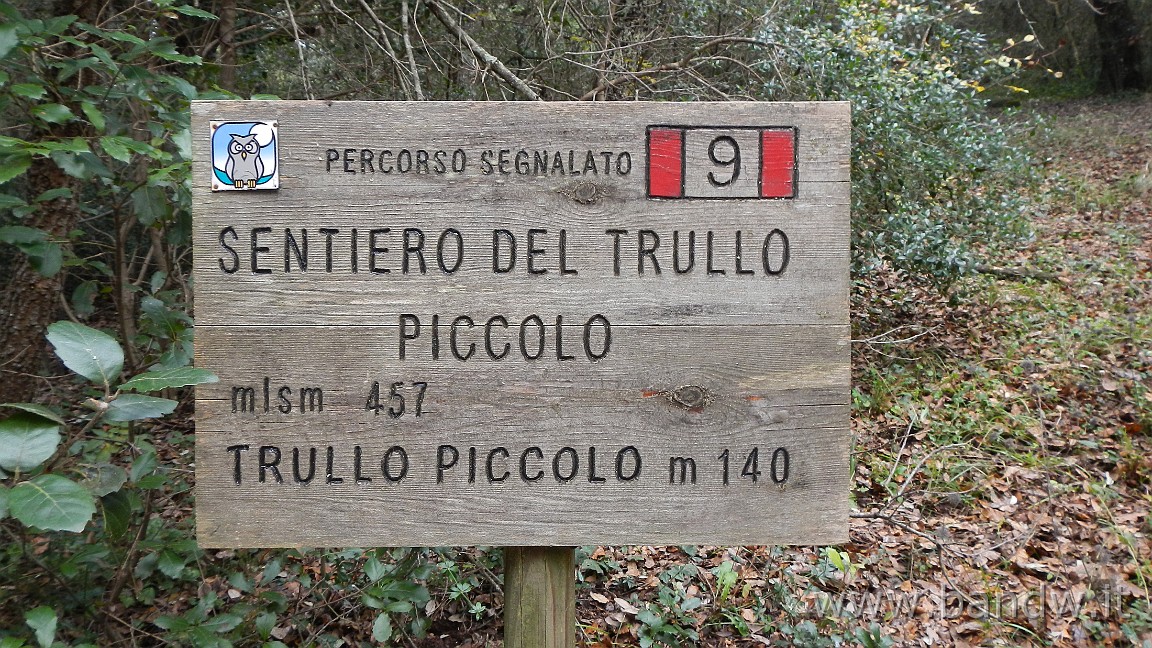 PERCORSO SEGNALATO 9
SENTIERO DEL TRULLO
PICCOLO
mlsm 457
TRULLO PICCOLO m 140
www.bandw.it